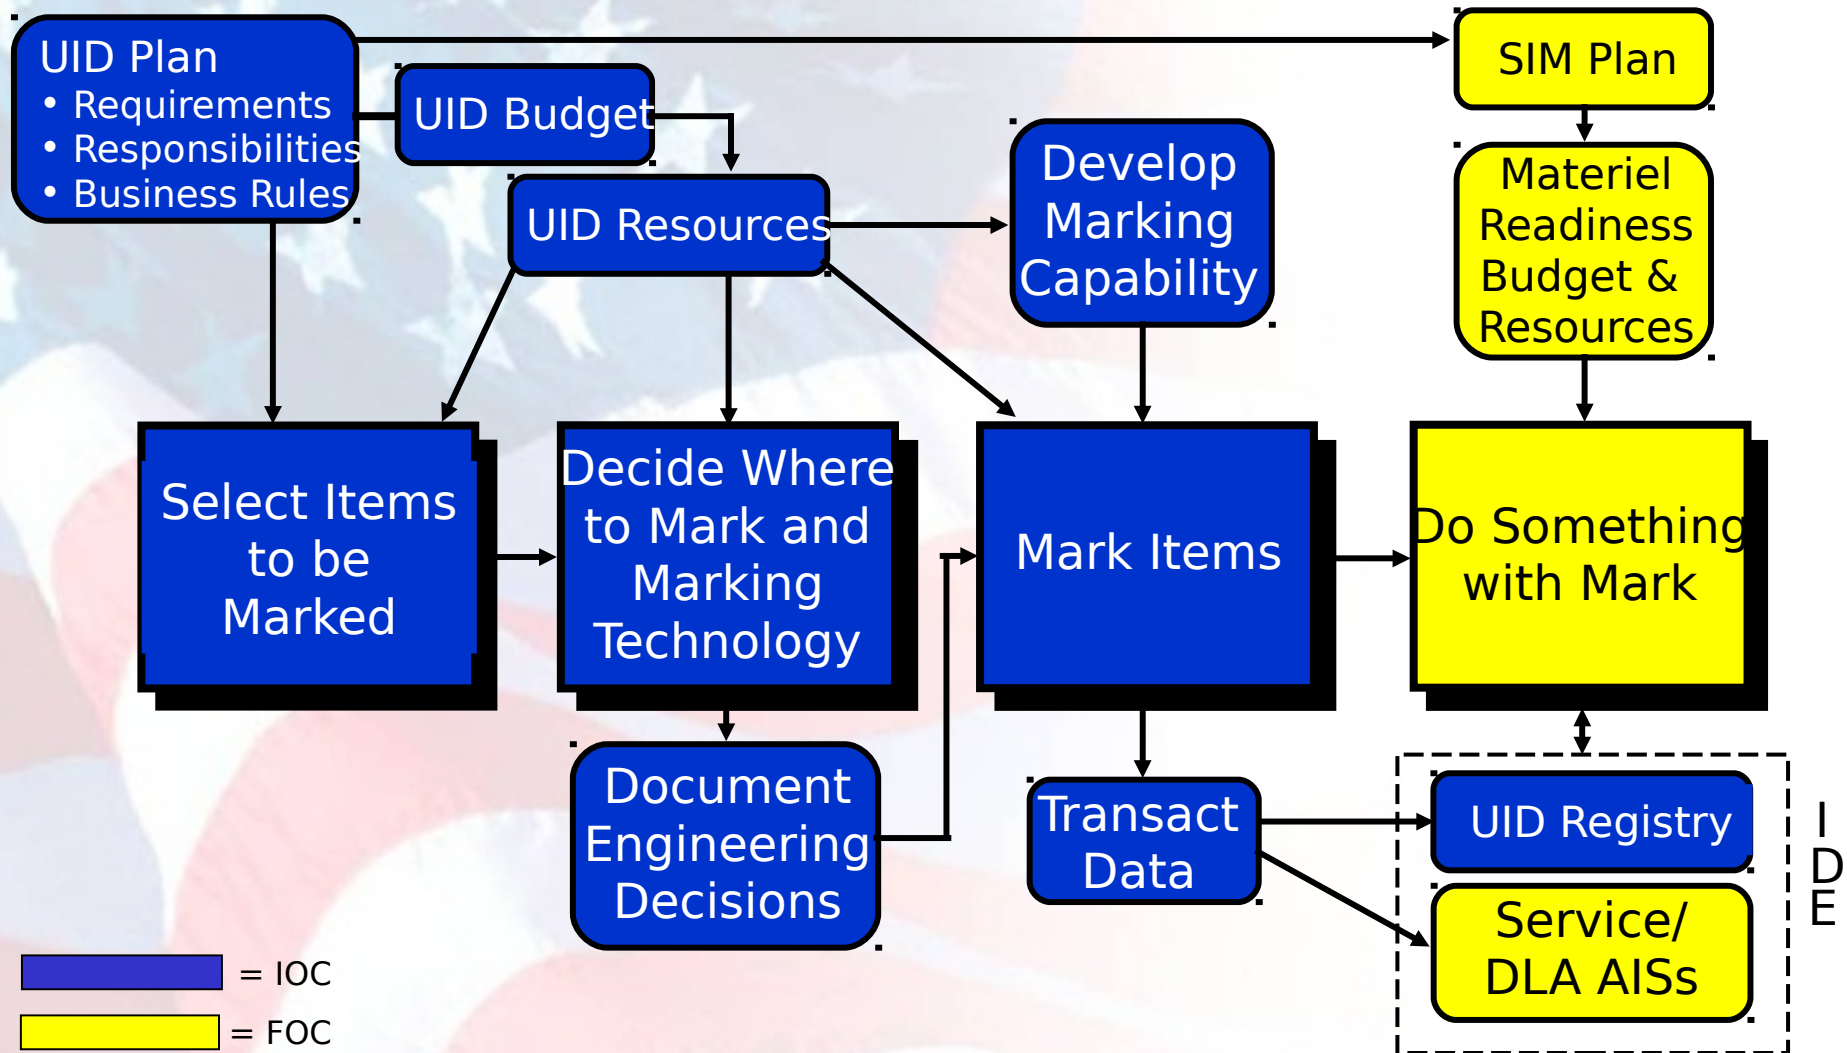 UID Plan
• Requirements
• Responsibilities
• Business Rules
UID Budget
UID Resources
Develop
Marking
Capability
SIM Plan
Materiel
Readiness
Budget &
Resources
Select Items
to be
Marked
Decide Where
to Mark and
Marking
Technology
Mark Items
Do Something
with Mark
Document
Engineering
Decisions
Transact
Data
UID Registry
Service/
DLA AISs
I
D
E
= IOC
= FOC